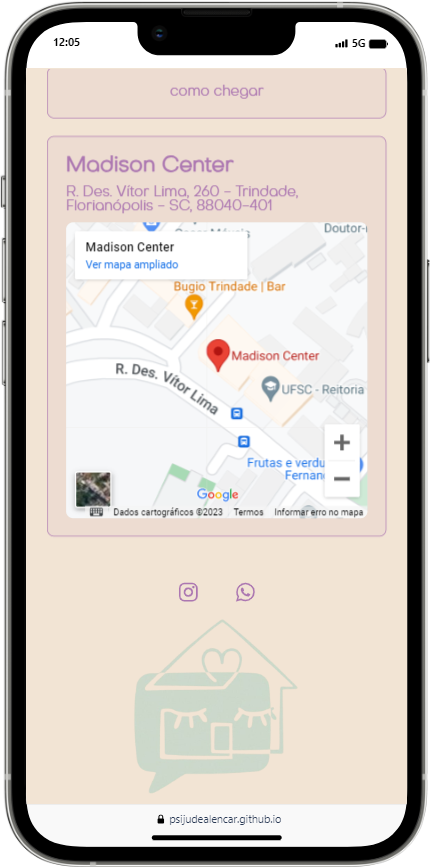 12:05
5G
como chegar
Madison Center
R. Des. Vítor Lima, 260 - Trindade,
Florianópolis - SC, 88040-401
Doutor-
Madison Center
Ver mapa ampliado
Bugio Trindade | Bar
Madison Center
R. Des. Vítor Lima
UFSC - Reitoria
Frutas e verdu
Fernan
Google
Dados cartográficos ©2023 Termos Informar erro no mapa
psijudealencar.github.io